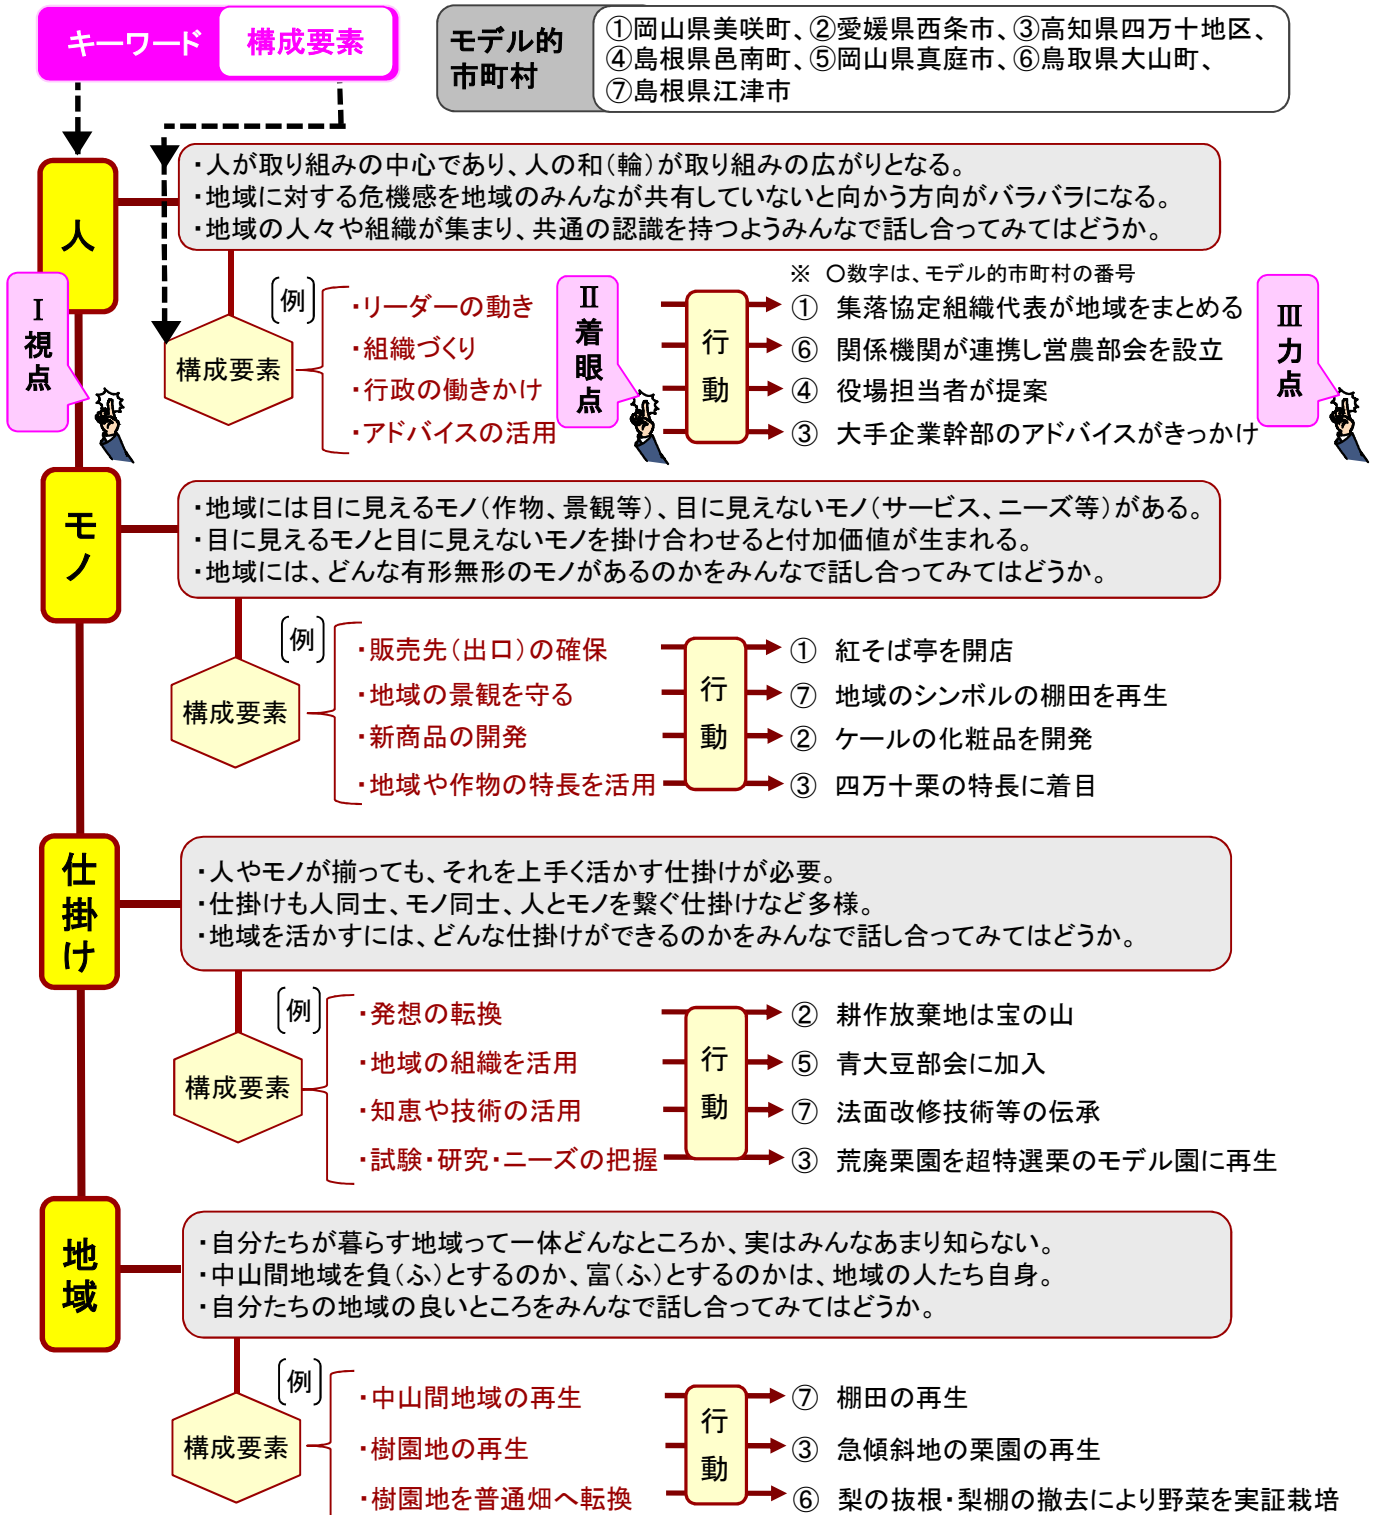 キーワード 構成要素
モデル的
市町村
①岡山県美咲町、②愛媛県西条市、③高知県四万十地区、
④島根県邑南町、⑤岡山県真庭市、⑥鳥取県大山町、
⑦島根県江津市
人
・人が取り組みの中心であり、人の和(輪)が取り組みの広がりとなる。
・地域に対する危機感を地域のみんなが共有していないと向かう方向がバラバラになる。
・地域の人々や組織が集まり、共通の認識を持つようみんなで話し合ってみてはどうか。
※ ○数字は、モデル的市町村の番号
Ⅰ視点
Ⅱ着眼点
Ⅲ力点
構成要素
〔例〕
・リーダーの動き
・組織づくり
・行政の働きかけ
・アドバイスの活用
行動
① 集落協定組織代表が地域をまとめる
⑥ 関係機関が連携し営農部会を設立
④ 役場担当者が提案
③ 大手企業幹部のアドバイスがきっかけ
モノ
・地域には目に見えるモノ(作物、景観等)、目に見えないモノ(サービス、ニーズ等)がある。
・目に見えるモノと目に見えないモノを掛け合わせると付加価値が生まれる。
・地域には、どんな有形無形のモノがあるのかをみんなで話し合ってみてはどうか。
構成要素
〔例〕
・販売先(出口)の確保
・地域の景観を守る
・新商品の開発
・地域や作物の特長を活用
行動
① 紅そば亭を開店
⑦ 地域のシンボルの棚田を再生
② ケールの化粧品を開発
③ 四万十栗の特長に着目
仕掛け
・人やモノが揃っても、それを上手く活かす仕掛けが必要。
・仕掛けも人同士、モノ同士、人とモノを繋ぐ仕掛けなど多様。
・地域を活かすには、どんな仕掛けができるのかをみんなで話し合ってみてはどうか。
構成要素
〔例〕
・発想の転換
・地域の組織を活用
・知恵や技術の活用
・試験・研究・ニーズの把握
行動
② 耕作放棄地は宝の山
⑤ 青大豆部会に加入
⑦ 法面改修技術等の伝承
③ 荒廃栗園を超特選栗のモデル園に再生
地域
・自分たちが暮らす地域って一体どんなところか、実はみんなあまり知らない。
・中山間地域を負(ふ)とするのか、富(ふ)とするのかは、地域の人たち自身。
・自分たちの地域の良いところをみんなで話し合ってみてはどうか。
構成要素
〔例〕
・中山間地域の再生
・樹園地の再生
・樹園地を普通畑へ転換
行動
⑦ 棚田の再生
③ 急傾斜地の栗園の再生
⑥ 梨の抜根・梨棚の撤去により野菜を実証栽培